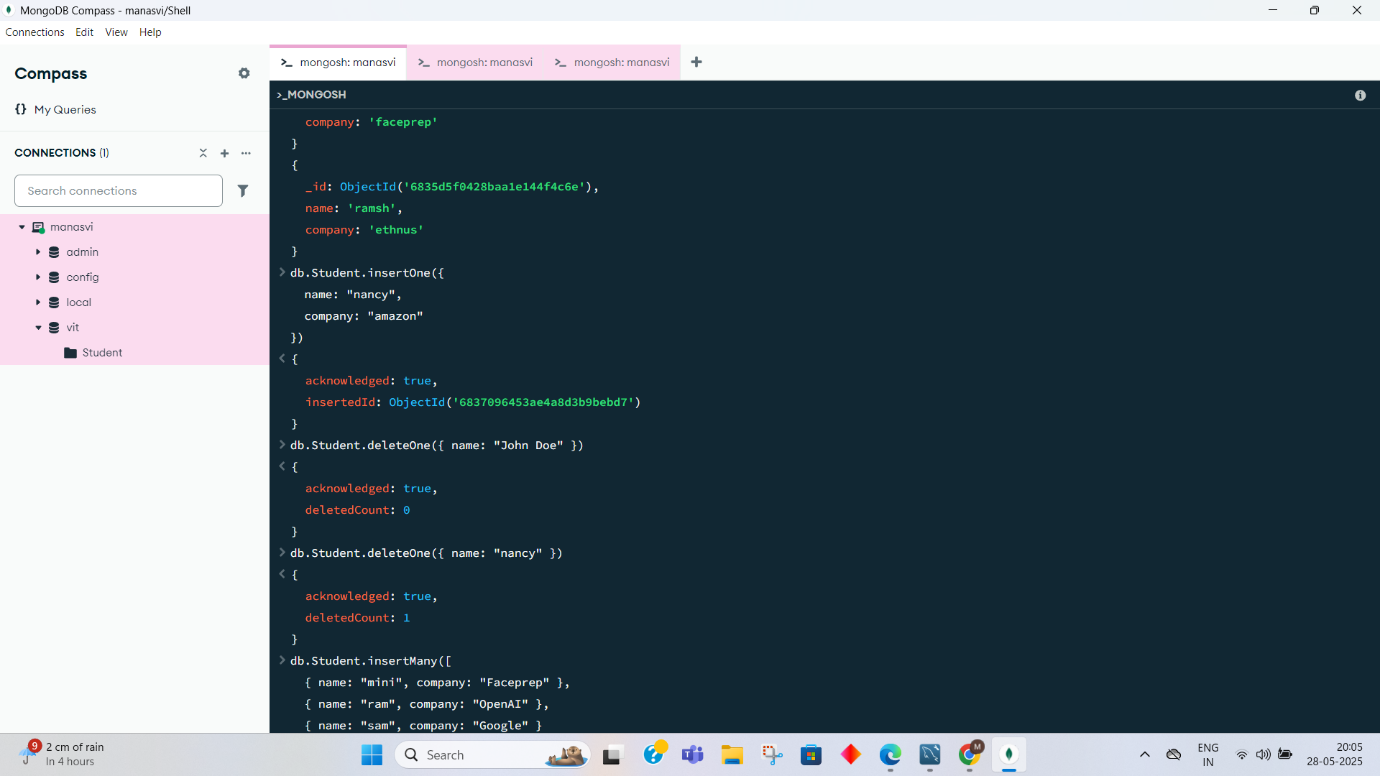 MongoDB Compass - manasvi/Shell
Connections Edit View Help
Compass
{} My Queries
CONNECTIONS (1)
Search connections
manasvi
admin
config
local
vit
Student
>_ mongosh: manasvi
>_ mongosh: manasvi
>_ mongosh: manasvi
>_MONGOSH
company: 'faceprep'
}
{
_id: ObjectId('6835d5f0428baa1e144f4c6e'),
name: 'ramsh',
company: 'ethnus'
}
> db.Student.insertOne({
name: "nancy",
company: "amazon"
})
< {
acknowledged: true,
insertedId: ObjectId('6837096453ae4a8d3b9bebd7')
}
> db.Student.deleteOne({ name: "John Doe" })
< {
acknowledged: true,
deletedCount: 0
}
> db.Student.deleteOne({ name: "nancy" })
< {
acknowledged: true,
deletedCount: 1
}
> db.Student.insertMany([
{ name: "mini", company: "Faceprep" },
{ name: "ram", company: "OpenAI" },
{ name: "sam", company: "Google" }
9
2 cm of rain
In 4 hours
Search
M
ENG
IN
20:05
28-05-2025